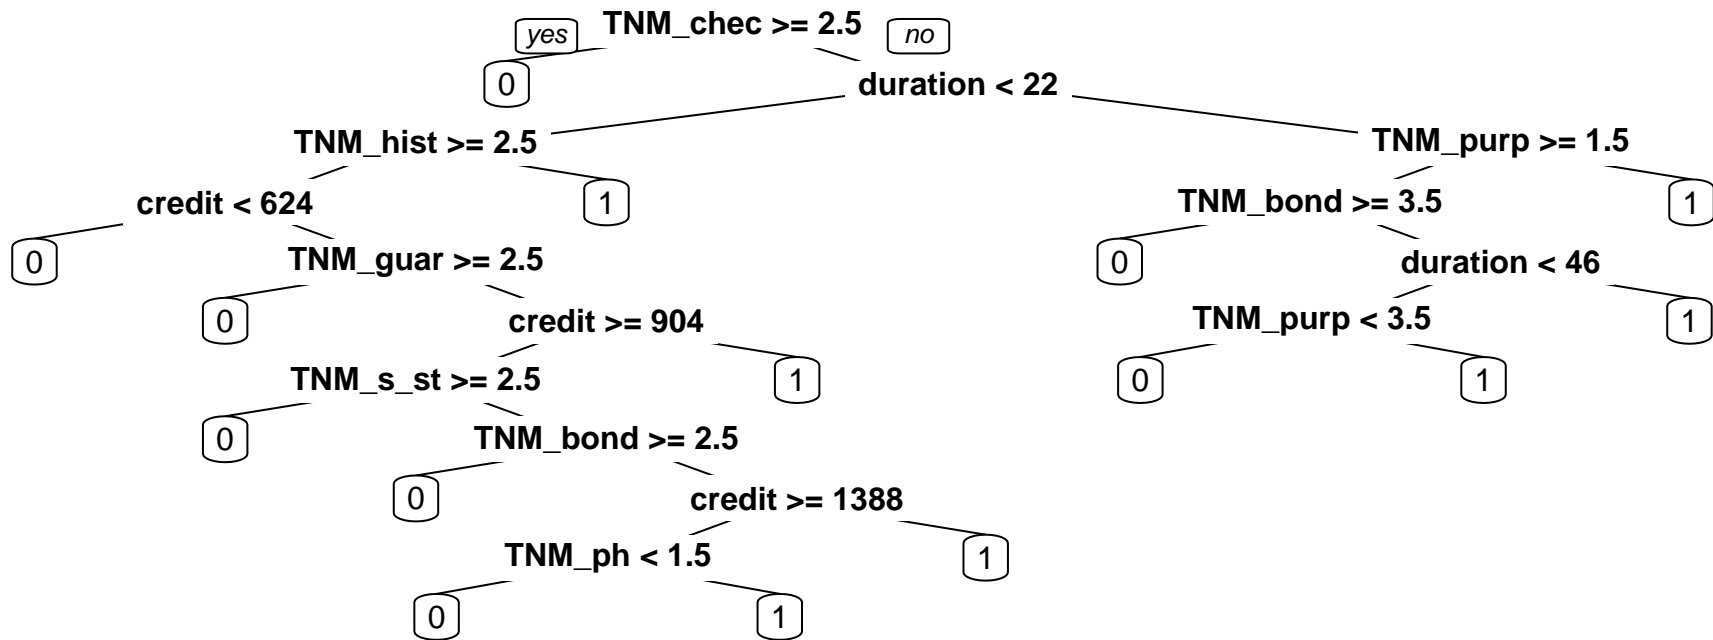 yes TNM_chec >= 2.5 no
0 duration < 22
TNM_hist >= 2.5 TNM_purp >= 1.5
credit < 624 1 TNM_bond >= 3.5 1
0 TNM_guar >= 2.5 0 duration < 46
0 credit >= 904 TNM_purp < 3.5 1
TNM_s_st >= 2.5 1 0 1
0 TNM_bond >= 2.5
0 credit >= 1388
TNM_ph < 1.5 1
0 1